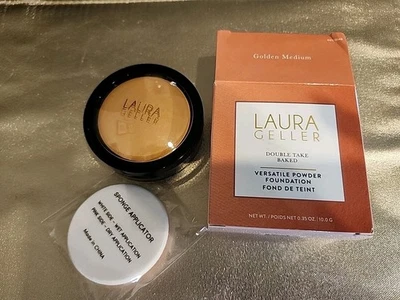 Golden Medium
LAURA
GELLER
DOUBLE TAKE
BAKED
VERSATILE POWDER
FOUNDATION
FOND DE TEINT
NET WT./POIDS NET 0.35 OZ./10.0 G
LAURA
GELLER
SPONGE APPLICATOR
WHITE SIDE - WET APPLICATION
PINK SIDE - DRY APPLICATION
Made in CHINA